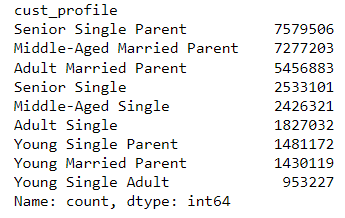 cust_profile
Senior Single Parent 7579506
Middle-Aged Married Parent 7277203
Adult Married Parent 5456883
Senior Single 2533101
Middle-Aged Single 2426321
Adult Single 1827032
Young Single Parent 1481172
Young Married Parent 1430119
Young Single Adult 953227
Name: count, dtype: int64